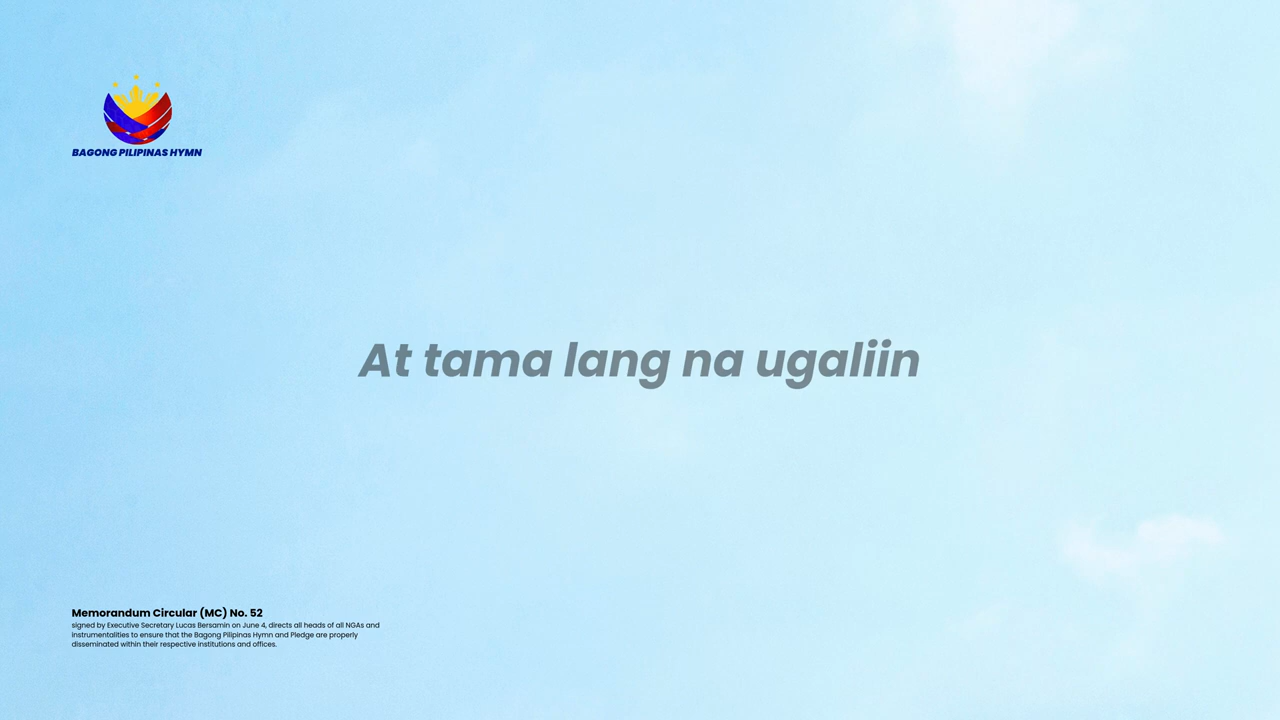 BAGONG PILIPINAS HYMN
At tama lang na ugaliin
Memorandum Circular (MC) No. 52
signed by Executive Secretary Lucas Bersamin on June 4, directs all heads of all NGAs and
instrumentalities to ensure that the Bagong Pilipinas Hymn and Pledge are properly
disseminated within their respective institutions and offices.